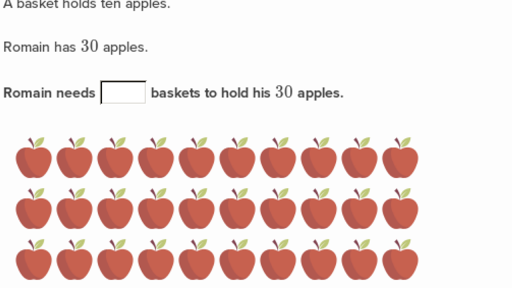 A basket holds ten apples.
Romain has 30 apples.
Romain needs baskets to hold his 30 apples.